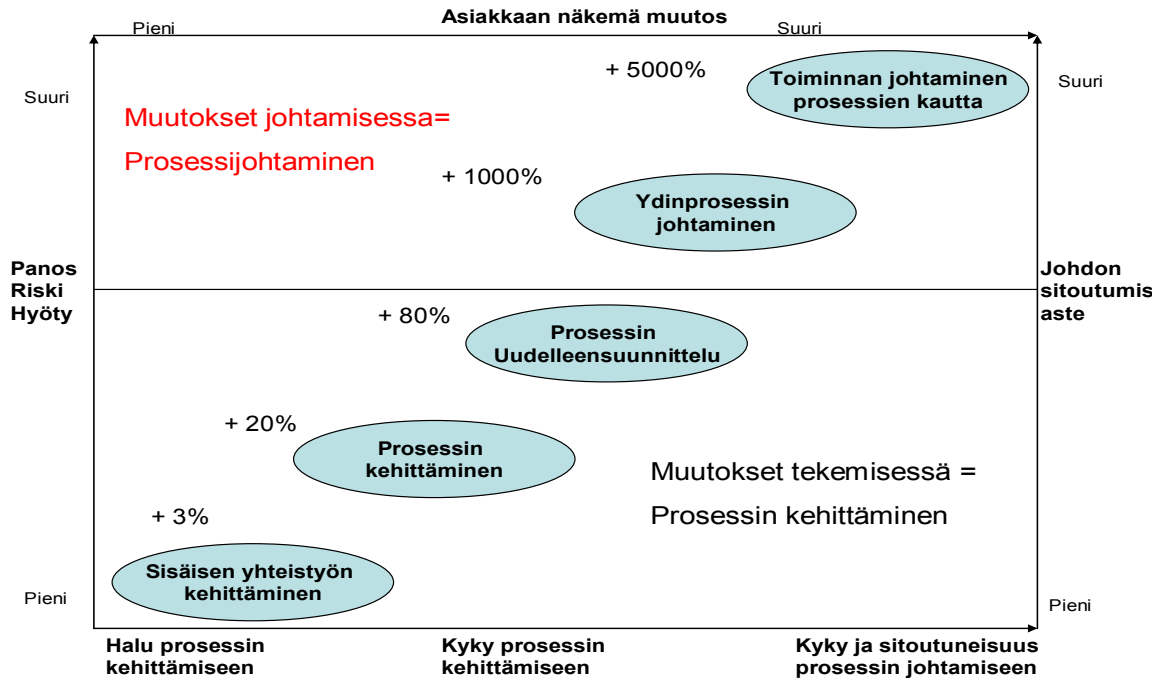 Asiakkaan näkemä muutos
Pieni
Suuri
Suuri
Suuri
+ 5000%
Toiminnan johtaminen
prosessien kautta
Muutokset johtamisessa=
Prosessijohtaminen
+ 1000%
Ydinprosessin
johtaminen
Panos
Riski
Hyöty
Johdon
sitoutumis
aste
+ 80%
Prosessin
Uudelleensuunnittelu
+ 20%
Prosessin
kehittäminen
Muutokset tekemisessä =
Prosessin kehittäminen
+ 3%
Sisäisen yhteistyön
kehittäminen
Pieni
Pieni
Halu prosessin
kehittämiseen
Kyky prosessin
kehittämiseen
Kyky ja sitoutuneisuus
prosessin johtamiseen